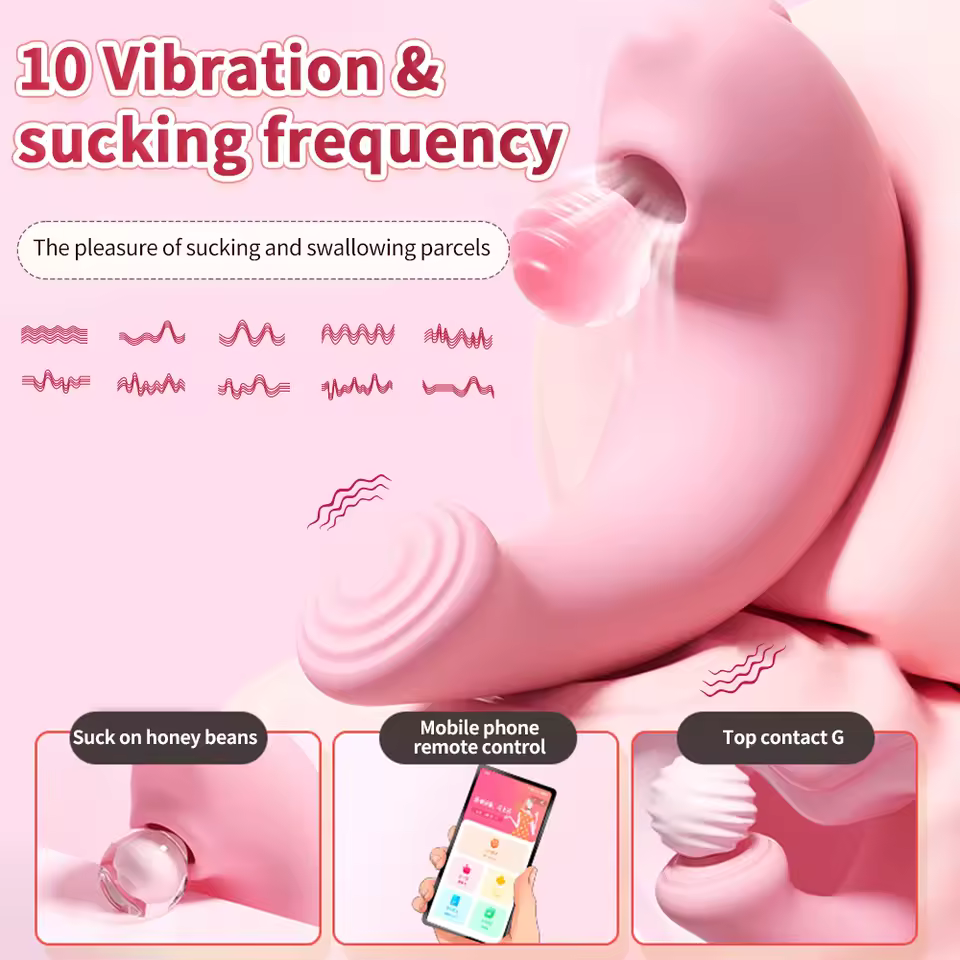 10 Vibration &
sucking frequency
The pleasure of sucking and swallowing parcels
Suck on honey beans
Mobile phone
remote control
Top contact G